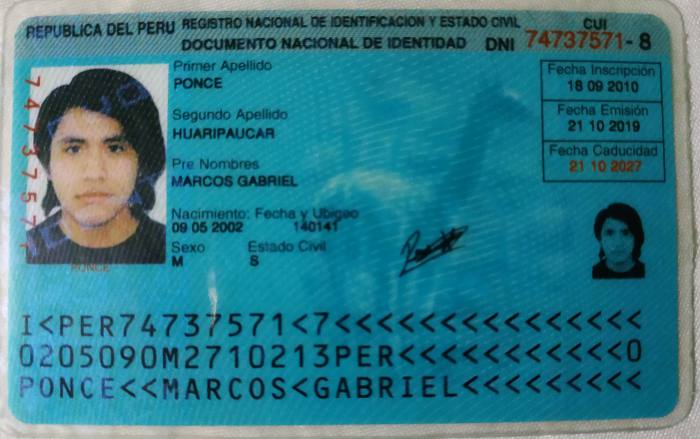 REPUBLICA DEL PERU REGISTRO NACIONAL DE IDENTIFICACION Y ESTADO CIVIL CUI
DOCUMENTO NACIONAL DE IDENTIDAD DNI 74737571 - 8
Primer Apellido
PONCE
Segundo Apellido
HUARIPAUCAR
Pre Nombres
MARCOS GABRIEL
Nacimiento: Fecha y Ubigeo
09 05 2002 140141
Sexo Estado Civil
M S
Fecha Inscripción
18 09 2010
Fecha Emisión
21 10 2019
Fecha Caducidad
21 10 2027
PONCE
I<PER74737571<7<<<<<<<<<<<<<<<
0205090M2710213PER<<<<<<<<<<<0
PONCE<<MARCOS<GABRIEL<<<<<<<<<